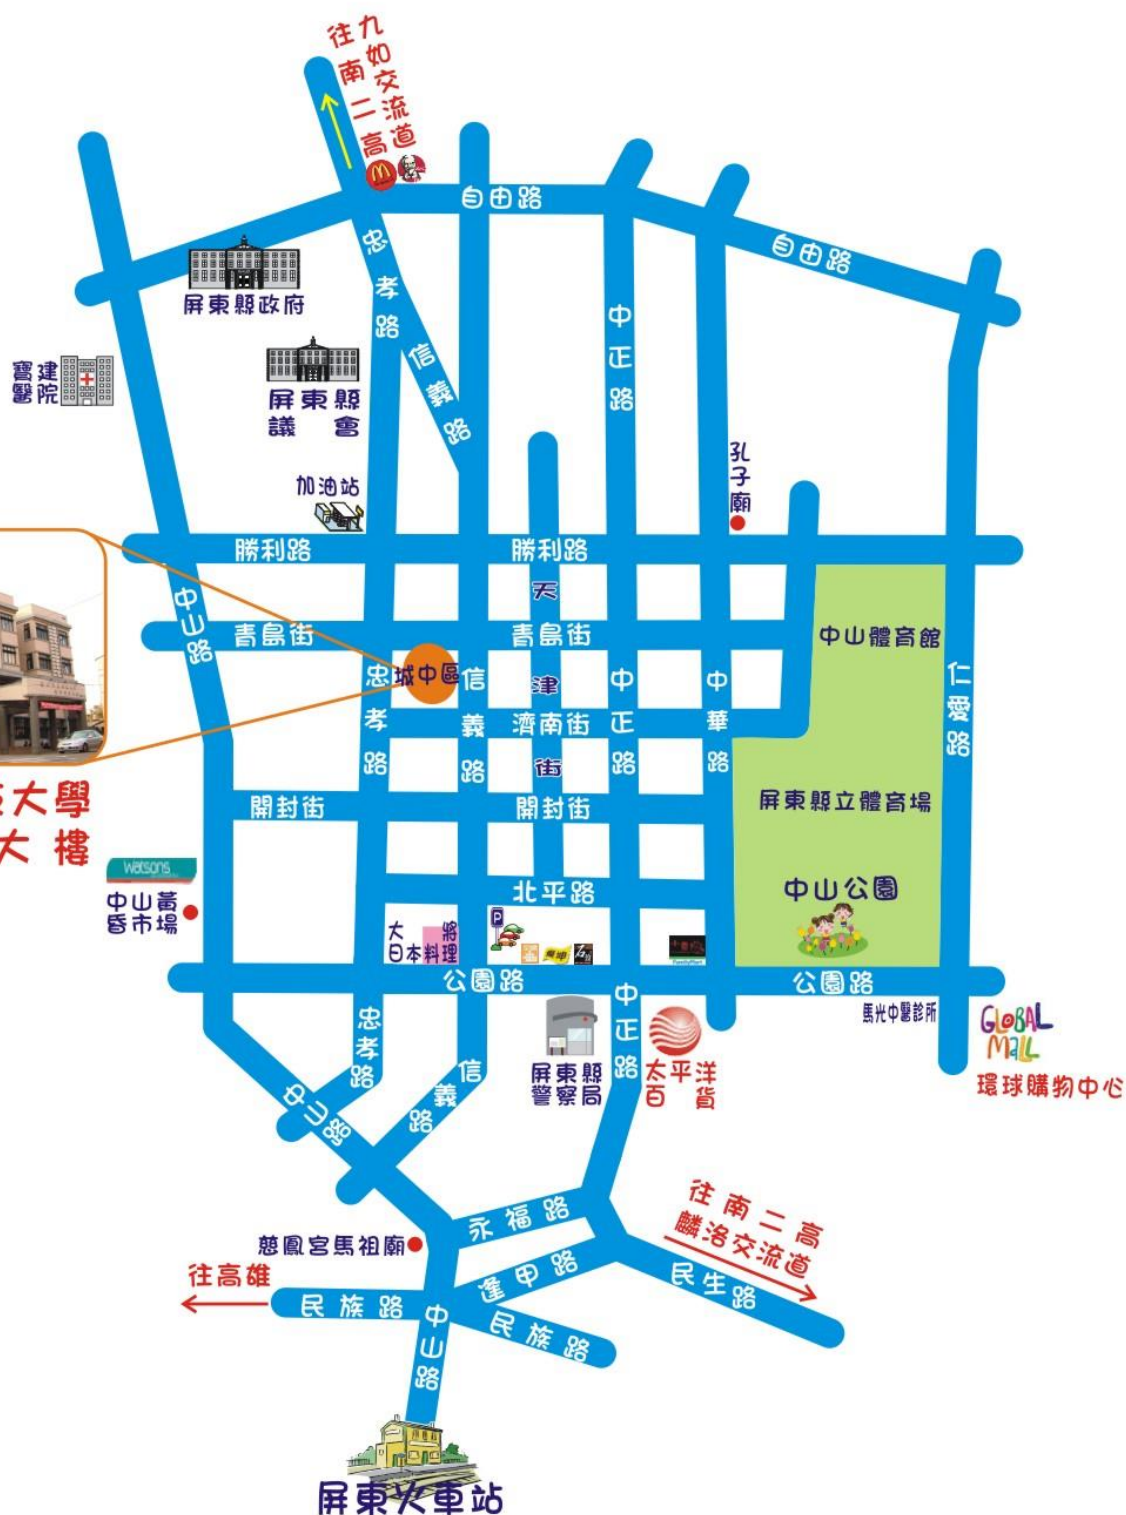 往南二高
九如交流道
自由路
自由路
忠孝路
屏東縣政府
中正路
信義路
寶建
醫院
屏東縣
議會
孔子廟
加油站
勝利路
勝利路
天津街
中山路
青島街
青島街
中山體育館
城中區
忠孝路
信義路
中正路
中華路
仁愛路
濟南街
大學
大樓
開封街
開封街
屏東縣立體育場
watsons
中山黃
昏市場
北平路
中山公園
P
大將
日本料理
FamilyMart
公園路
公園路
馬光中醫診所
中正路
忠孝路
信義路
屏東縣
警察局
太平洋
百貨
GLOBAL
MALL
環球購物中心
中山路
永福路
往南二高
麟洛交流道
慈鳳宮馬祖廟
往高雄
逢甲路
民生路
民族路
民族路
中山路
屏東火車站